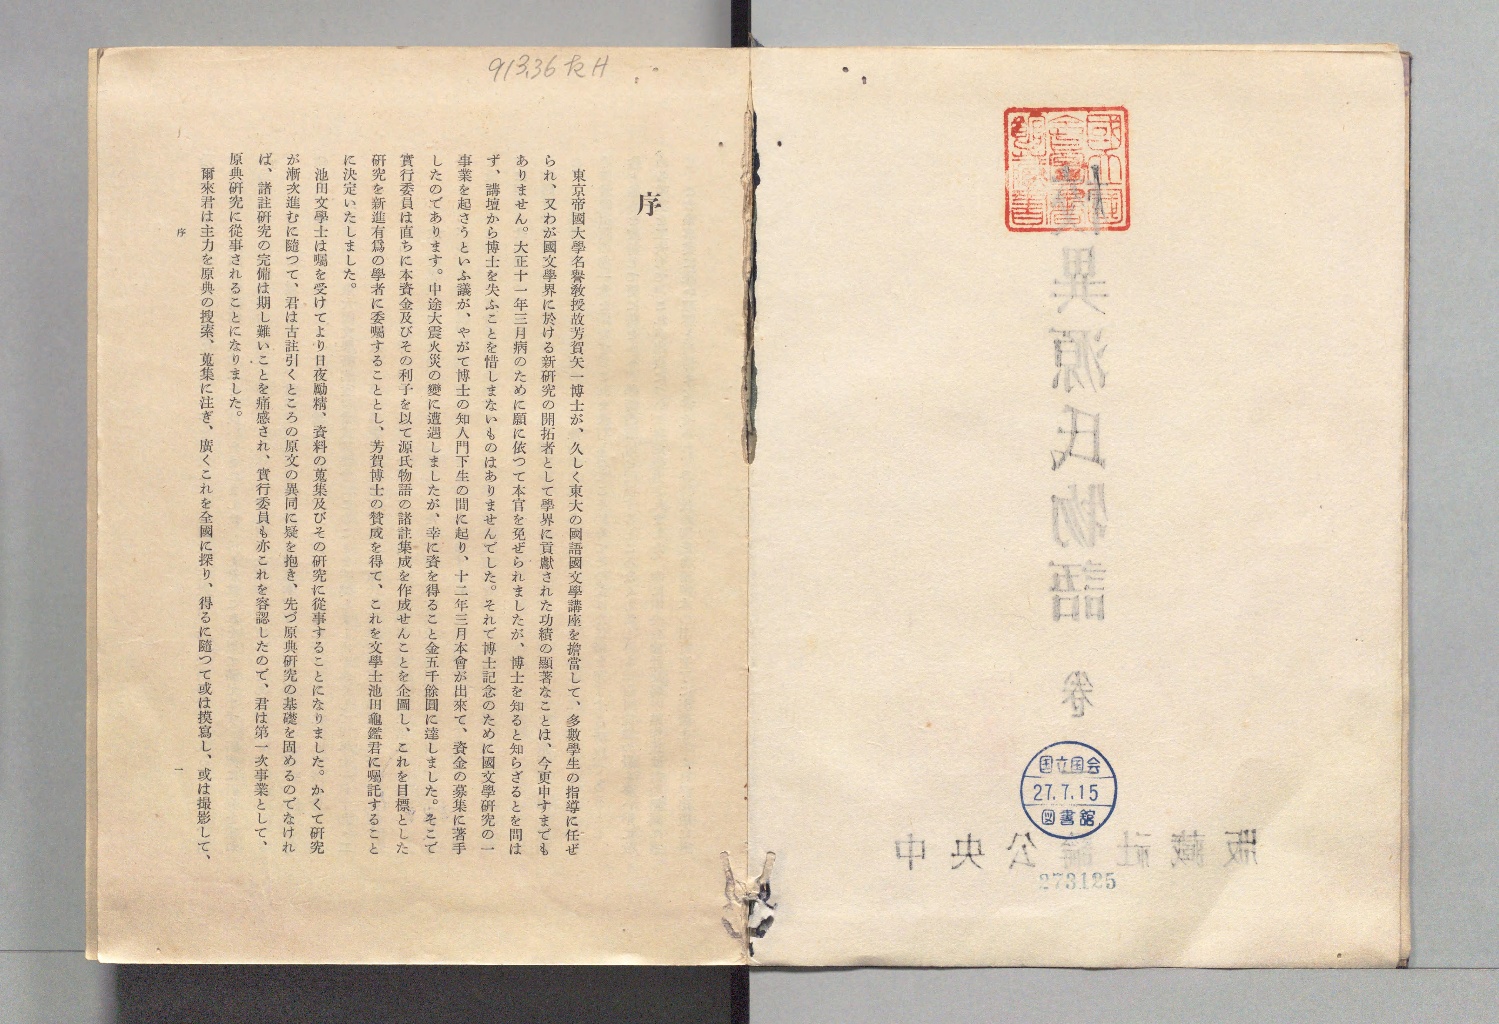 國立國會圖書館藏書
異源氏物語
卷
国立国会
27.7.15
図書館
中央公論社藏版
273125
913.36
序
東京帝國大學名譽教授故芳賀矢一博士が、久しく東大の國語國文學講座を擔當して、多數學生の指導に任ぜ
られ、又わが國文學界に於ける新研究の開拓者として學界に貢獻された功績の顯著なことは、今更申すまでも
ありません。大正十一年三月病のために願に依つて本官を免ぜられましたが、博士を知ると知らざるとを問は
ず、講壇から博士を失ふことを惜しまないものはありませんでした。それで博士記念のために國文學研究の一
事業を起さうといふ議が、やがて博士の知人門下生の間に起り、十二年三月本會が出來て、資金の募集に著手
したのであります。中途大震火災の變に遭遇しましたが、幸に資を得ること金五千餘圓に達しました。そこで
實行委員は直ちに本資金及びその利子を以て源氏物語の諸註集成を作成せんことを企圖し、これを目標とした
研究を新進有爲の學者に委囑することとし、芳賀博士の贊成を得て、これを文學士池田龜鑑君に囑託すること
に決定いたしました。
池田文學士は囑を受けてより日夜勵精、資料の蒐集及びその研究に從事することになりました。かくて研究
が漸次進むに隨つて、君は古註引くところの原文の異同に疑を抱き、先づ原典研究の基礎を固めるのでなけれ
ば、諸註研究の完備は期し難いことを痛感され、實行委員も亦これを容認したので、君は第一次事業として、
原典研究に從事されることになりました。
爾來君は主力を原典の搜索、蒐集に注ぎ、廣くこれを全國に探り、得るに隨つて或は摸寫し、或は撮影して、
序
一